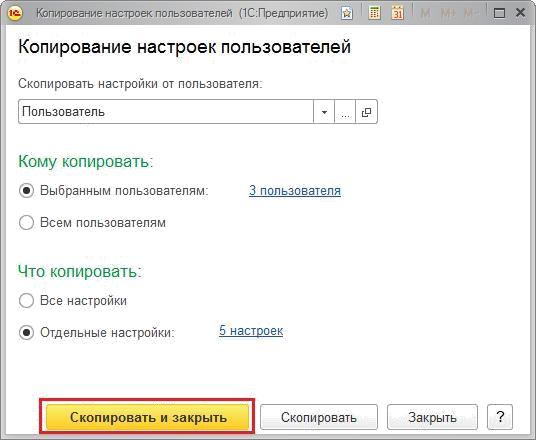 Копирование настроек пользователей (1С:Предприятие)
31 M M+ M-
Копирование настроек пользователей
Скопировать настройки от пользователя:
Пользователь ...
Кому копировать:
Выбранным пользователям: 3 пользователя
Всем пользователям
Что копировать:
Все настройки
Отдельные настройки: 5 настроек
Скопировать и закрыть Скопировать Закрыть ?